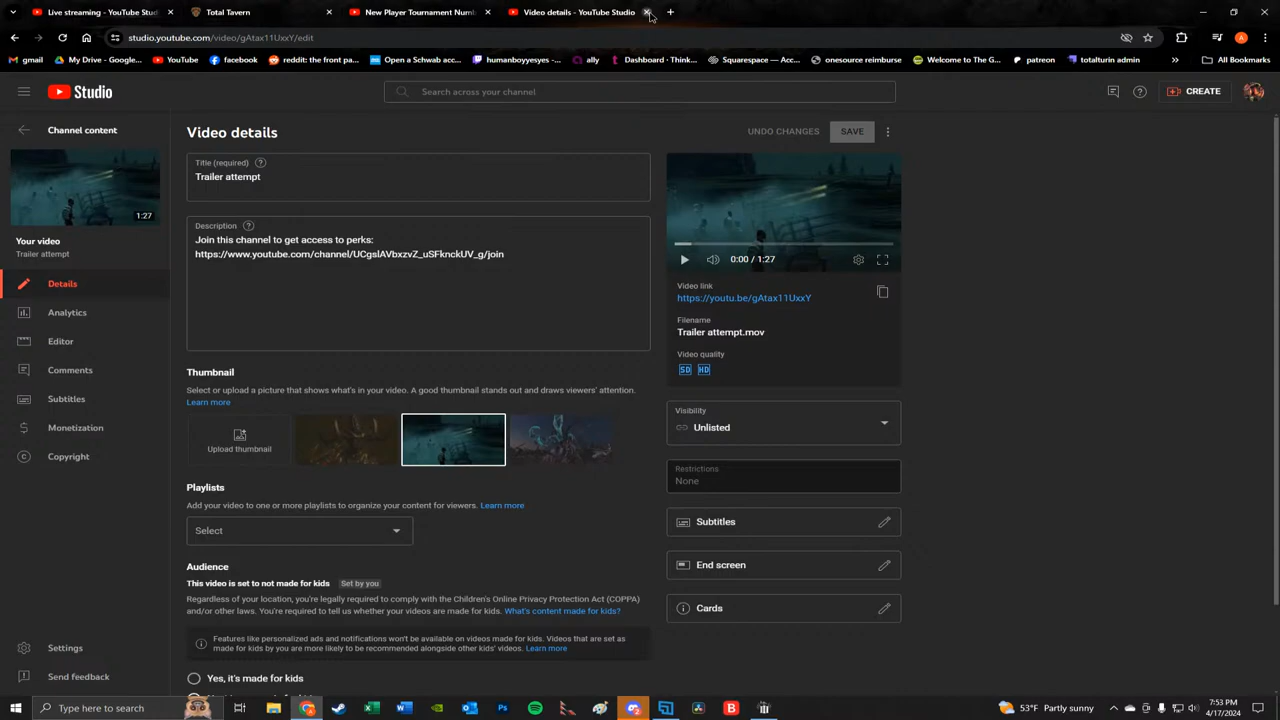 Live streaming - YouTube Stud
Total Tavern
New Player Tournament Num
Video details - YouTube Studio
studio.youtube.com/video/gAtax11UxxY/edit
gmail
My Drive - Google...
YouTube
facebook
reddit: the front pa...
Open a Schwab acc...
humanboyyesyes - ...
ally
Dashboard · Think...
Squarespace — Acc...
onesource reimburse
Welcome to The G...
patreon
totalturin admin
All Bookmarks
Studio
Search across your channel
CREATE
Channel content
1:27
Your video
Trailer attempt
Details
Analytics
Editor
Comments
Subtitles
Monetization
Copyright
Settings
Send feedback
Video details
UNDO CHANGES
SAVE
Title (required)
Trailer attempt
Description
Join this channel to get access to perks:
https://www.youtube.com/channel/UCgslAVbxzvZ_uSFknckUV_g/join
Thumbnail
Select or upload a picture that shows what's in your video. A good thumbnail stands out and draws viewers' attention.
Learn more
Upload thumbnail
Playlists
Add your video to one or more playlists to organize your content for viewers. Learn more
Select
Audience
This video is set to not made for kids Set by you
Regardless of your location, you're legally required to comply with the Children's Online Privacy Protection Act (COPPA)
and/or other laws. You're required to tell us whether your videos are made for kids. What's content made for kids?
Features like personalized ads and notifications won't be available on videos made for kids. Videos that are set as
made for kids by you are more likely to be recommended alongside other kids' videos. Learn more
Yes, it's made for kids
0:00 / 1:27
Video link
https://youtu.be/gAtax11UxxY
Filename
Trailer attempt.mov
Video quality
SD HD
Visibility
Unlisted
Restrictions
None
Subtitles
End screen
Cards
Type here to search
53°F Partly sunny
7:53 PM
4/17/2024